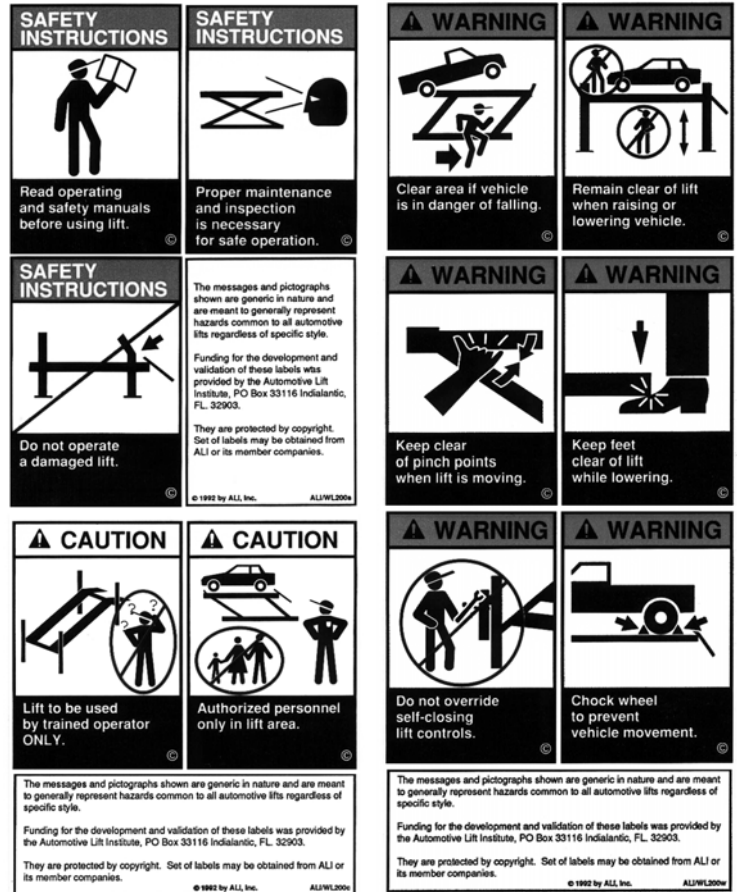 SAFETY
INSTRUCTIONS
Read operating
and safety manuals
before using lift.
©
SAFETY
INSTRUCTIONS
Proper maintenance
and inspection
is necessary
for safe operation.
©
SAFETY
INSTRUCTIONS
Do not operate
a damaged lift.
©
The messages and pictographs
shown are generic in nature and
are meant to generally represent
hazards common to all automotive
lifts regardless of specific style.
Funding for the development and
validation of these labels was
provided by the Automotive Lift
Institute, PO Box 33116 Indialantic,
FL. 32903.
They are protected by copyright.
Set of labels may be obtained from
ALI or its member companies.
© 1992 by ALI, Inc. ALI/WL200s
CAUTION
? ? ?
Lift to be used
by trained operator
ONLY.
©
CAUTION
Authorized personnel
only in lift area.
©
The messages and pictographs shown are generic in nature and are meant
to generally represent hazards common to all automotive lifts regardless of
specific style.
Funding for the development and validation of these labels was provided by
the Automotive Lift Institute, PO Box 33116 Indialantic, FL. 32903.
They are protected by copyright. Set of labels may be obtained from ALI or
its member companies.
© 1992 by ALI, Inc. ALI/WL200c
WARNING
Clear area if vehicle
is in danger of falling.
©
WARNING
Remain clear of lift
when raising or
lowering vehicle.
©
WARNING
Keep clear
of pinch points
when lift is moving.
©
WARNING
Keep feet
clear of lift
while lowering.
©
WARNING
Do not override
self-closing
lift controls.
©
WARNING
Chock wheel
to prevent
vehicle movement.
©
The messages and pictographs shown are generic in nature and are meant
to generally represent hazards common to all automotive lifts regardless of
specific style.
Funding for the development and validation of these labels was provided by
the Automotive Lift Institute, PO Box 33116 Indialantic, FL. 32903.
They are protected by copyright. Set of labels may be obtained from ALI or
its member companies.
© 1992 by ALI, Inc. ALI/WL200w